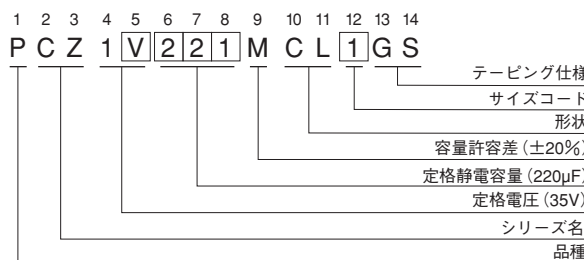 1 2 3 4 5 6 7 8 9 10 11 12 13 14
P C Z 1 V 2 2 1 M C L 1 G S
テーピング仕様
サイズコード
形状
容量許容差(±20%)
定格静電容量(220μF)
定格電圧(35V)
シリーズ名
品種